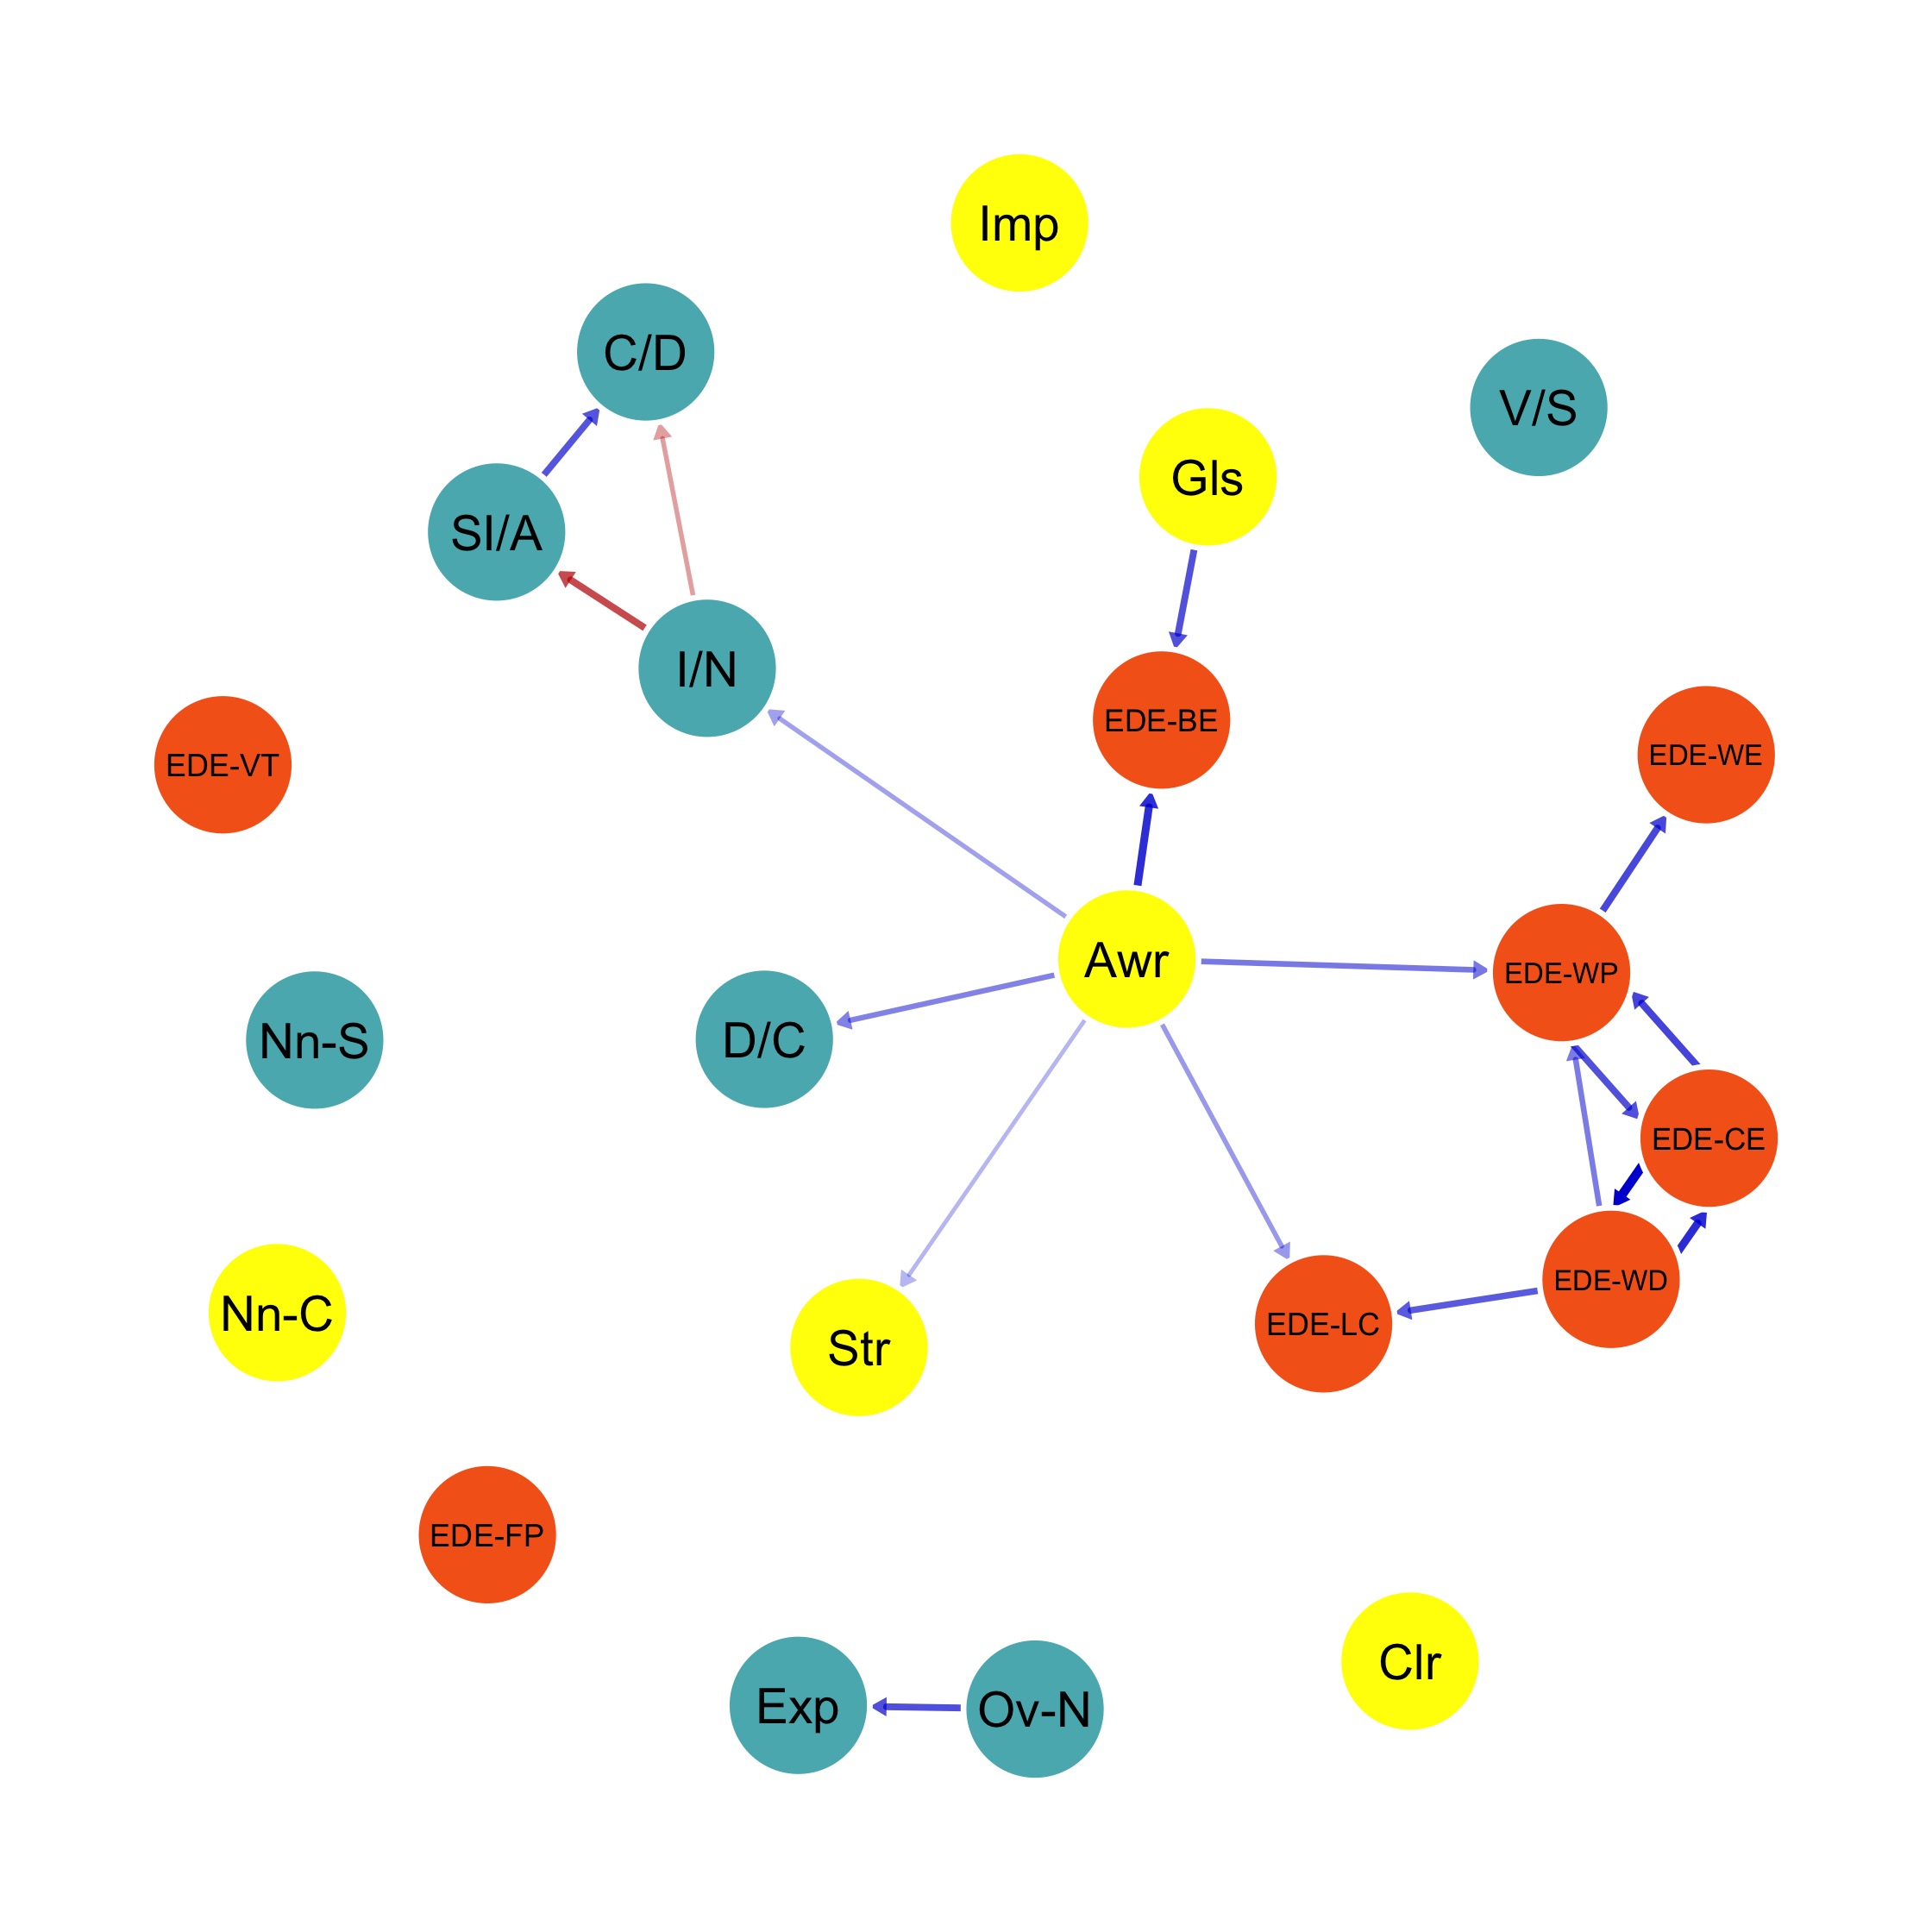 Imp
C/D
V/S
Gls
SI/A
I/N
EDE-BE
EDE-WE
EDE-VT
Awr
EDE-WP
Nn-S
D/C
EDE-CE
EDE-WD
Nn-C
EDE-LC
Str
EDE-FP
Clr
Exp
Ov-N